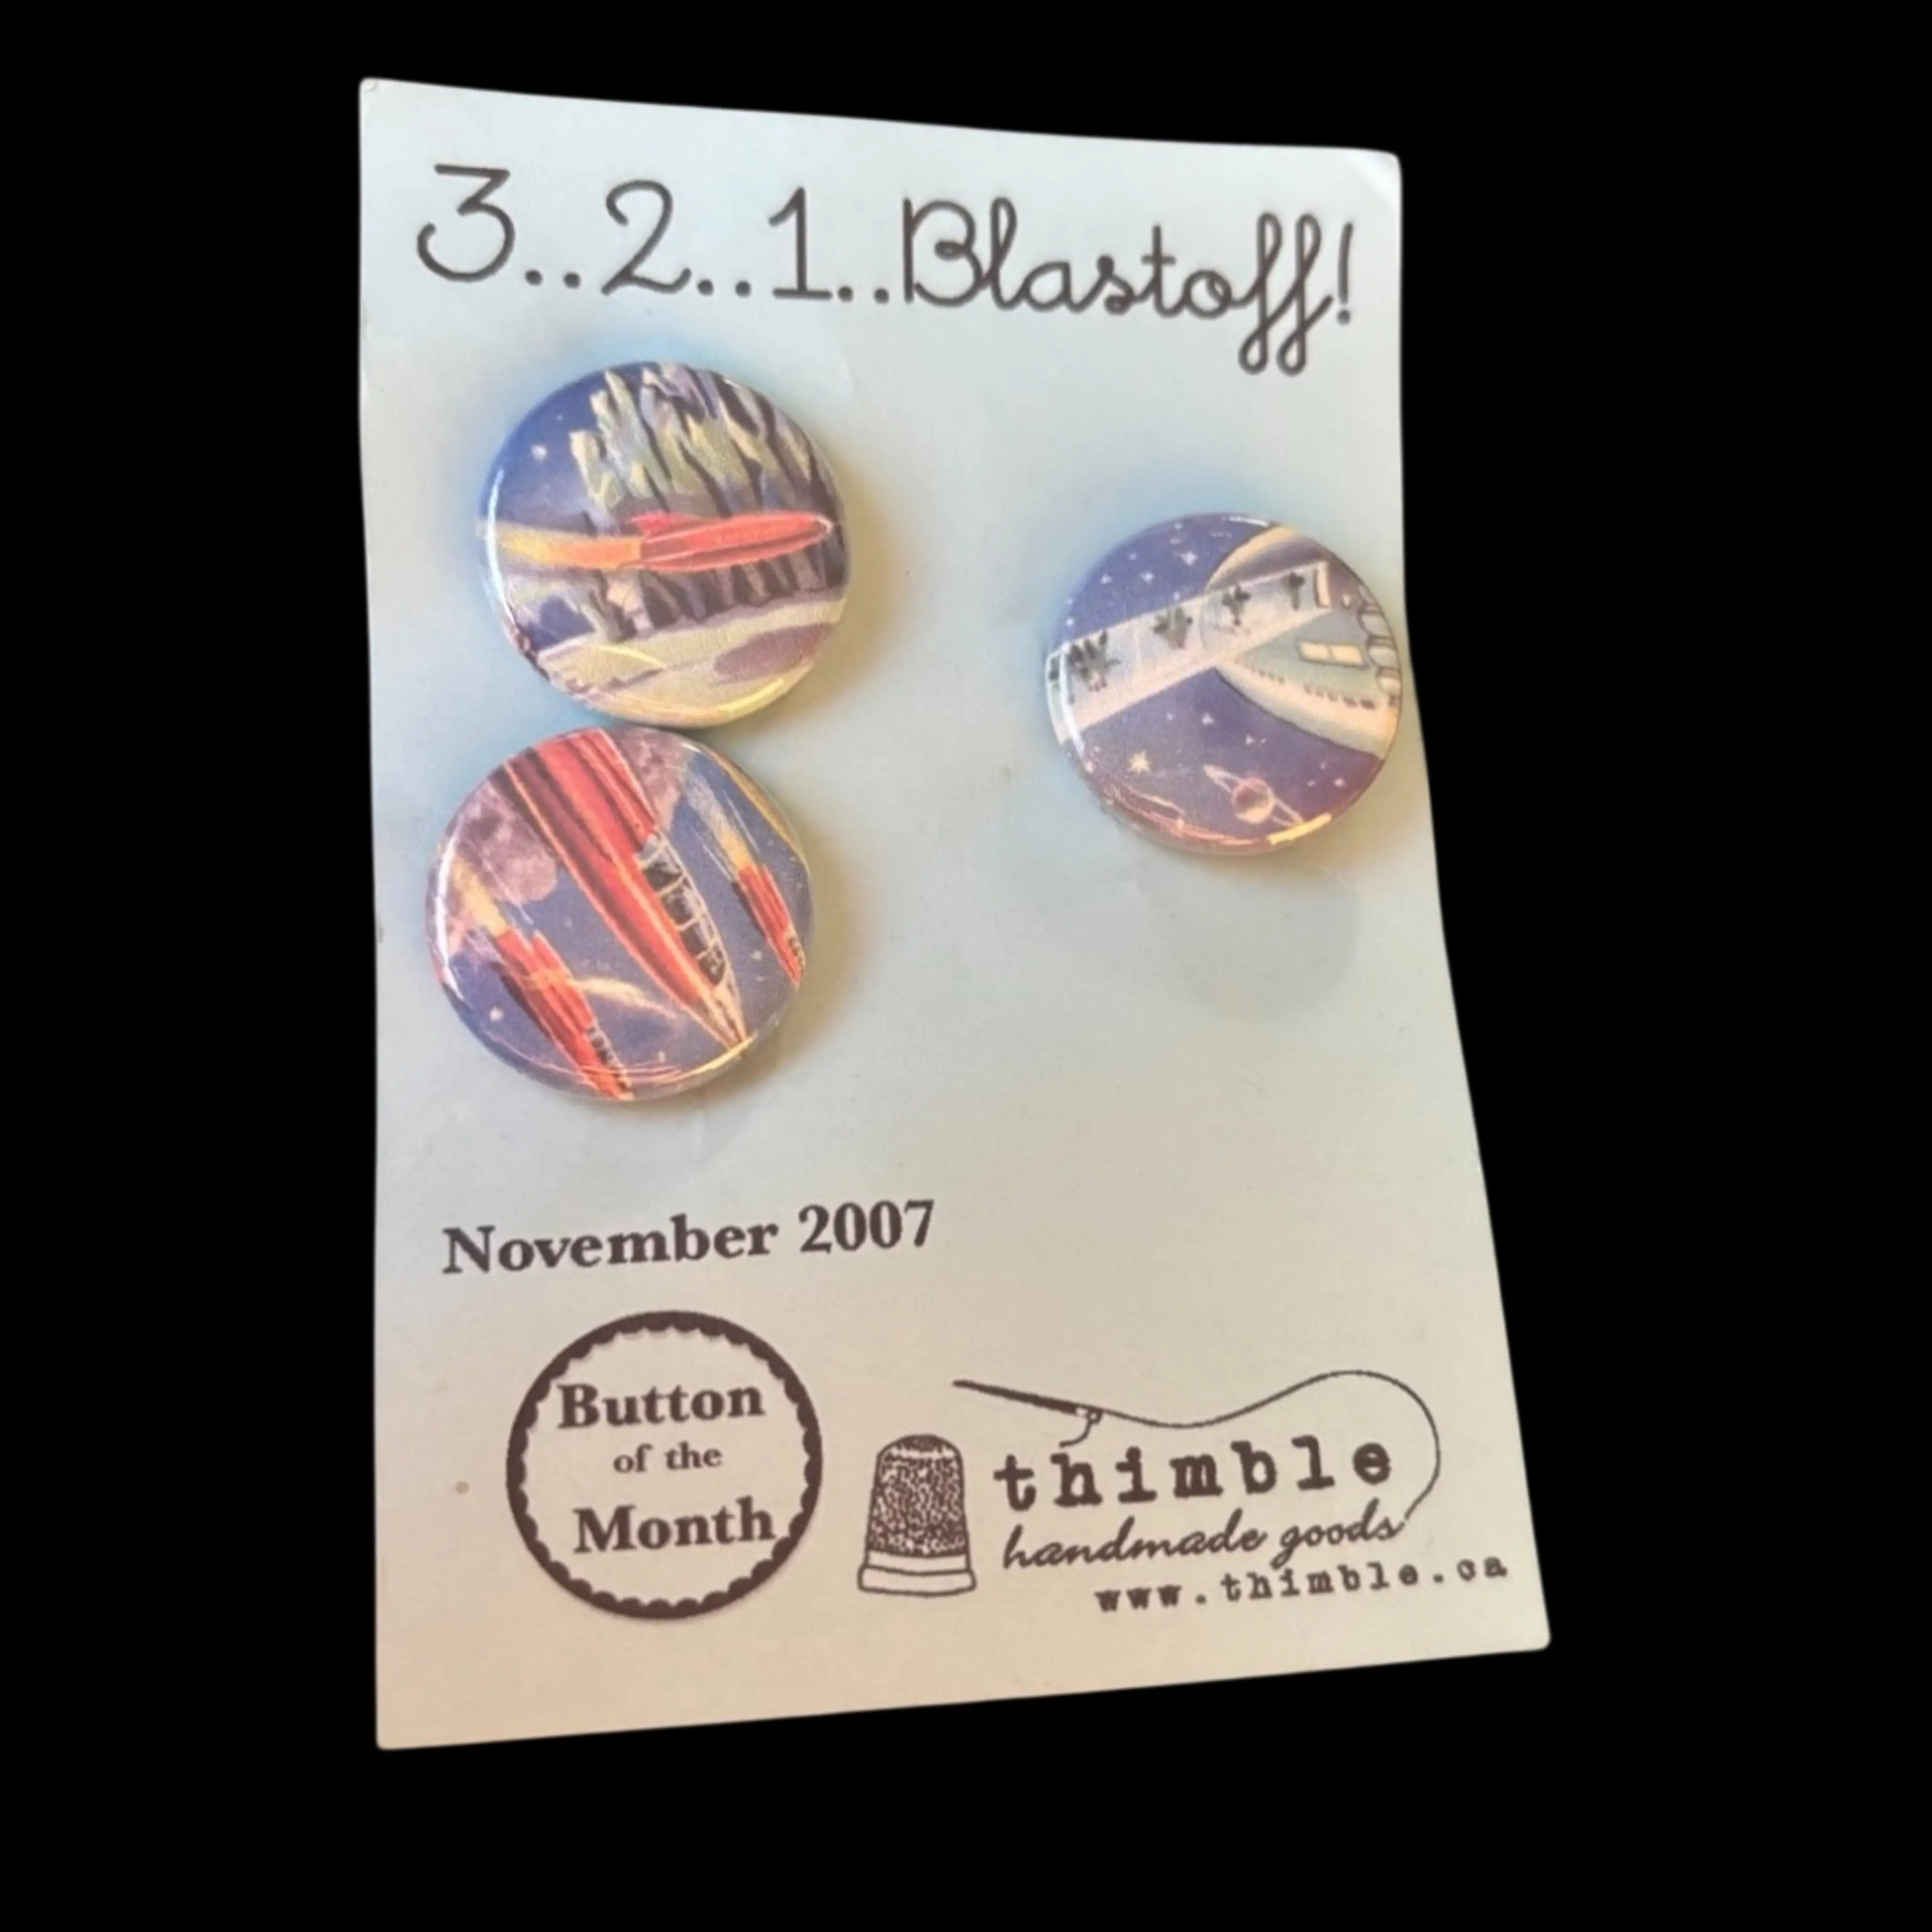 3..2..1..Blastoff!
November 2007
Button
of the
Month
thimble
handmade goods
www.thimble.ca